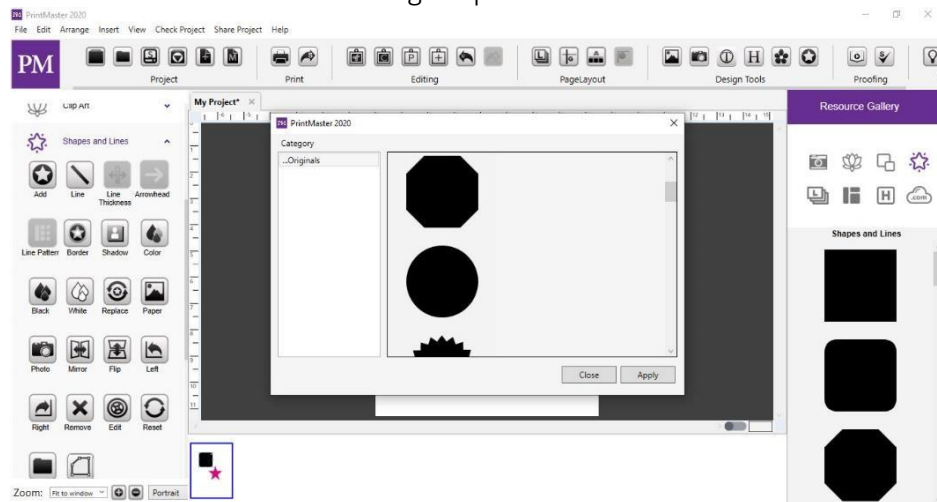 PrintMaster 2020
File Edit Arrange Insert View Check Project Share Project Help
PM
Project
Print
Editing
PageLayout
Design Tools
Proofing
Clip Art
My Project*
PrintMaster 2020
Resource Gallery
Category
...Originals
Shapes and Lines
Add Line Line Thickness Arrowhead
Line Pattern Border Shadow Color
Shapes and Lines
Black White Replace Paper
Photo Mirror Flip Left
Close Apply
Right Remove Edit Reset
Zoom: Fit to window Portrait